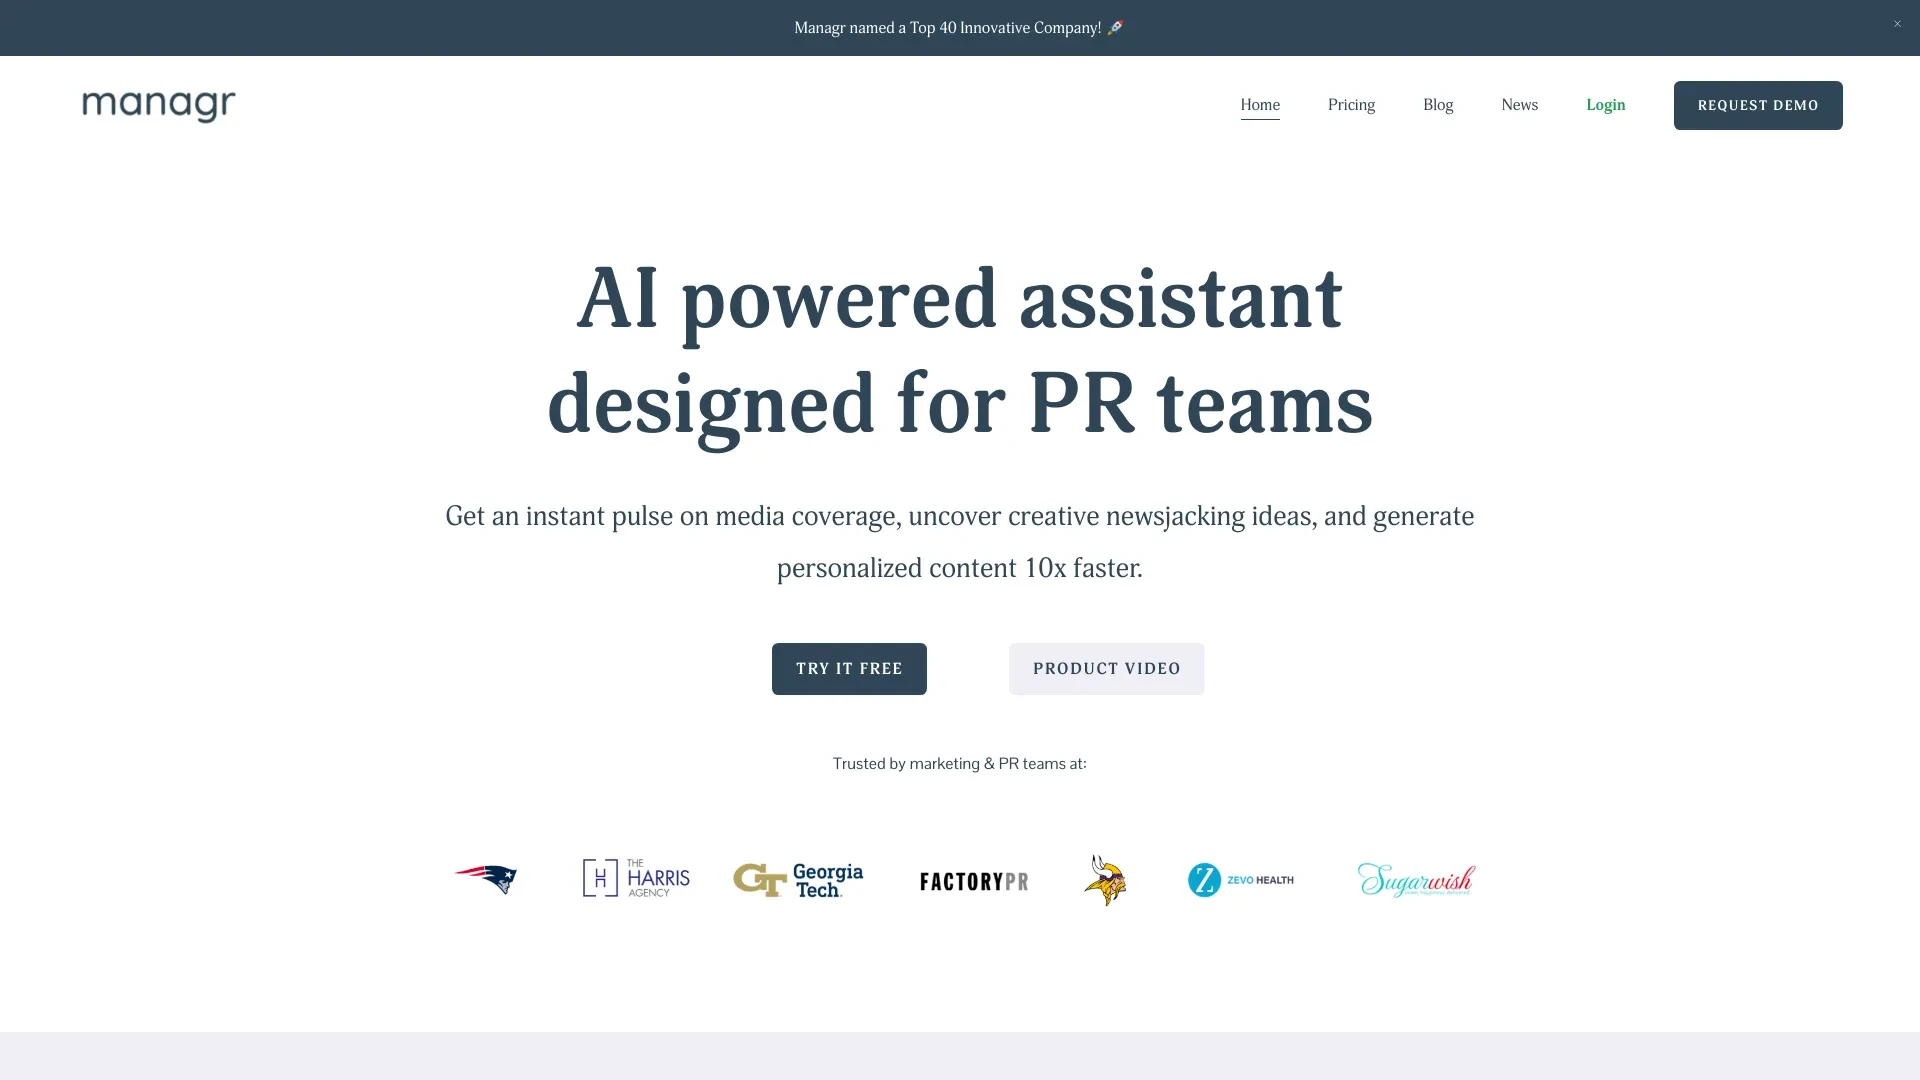 Managr named a Top 40 Innovative Company! 🚀
managr
Home
Pricing
Blog
News
Login
REQUEST DEMO
AI powered assistant
designed for PR teams
Get an instant pulse on media coverage, uncover creative newsjacking ideas, and generate
personalized content 10x faster.
TRY IT FREE
PRODUCT VIDEO
Trusted by marketing & PR teams at:
THE
HARRIS
AGENCY
H
GT
Georgia
Tech
FACTORYPR
Z
ZEVO HEALTH
Sugarwish